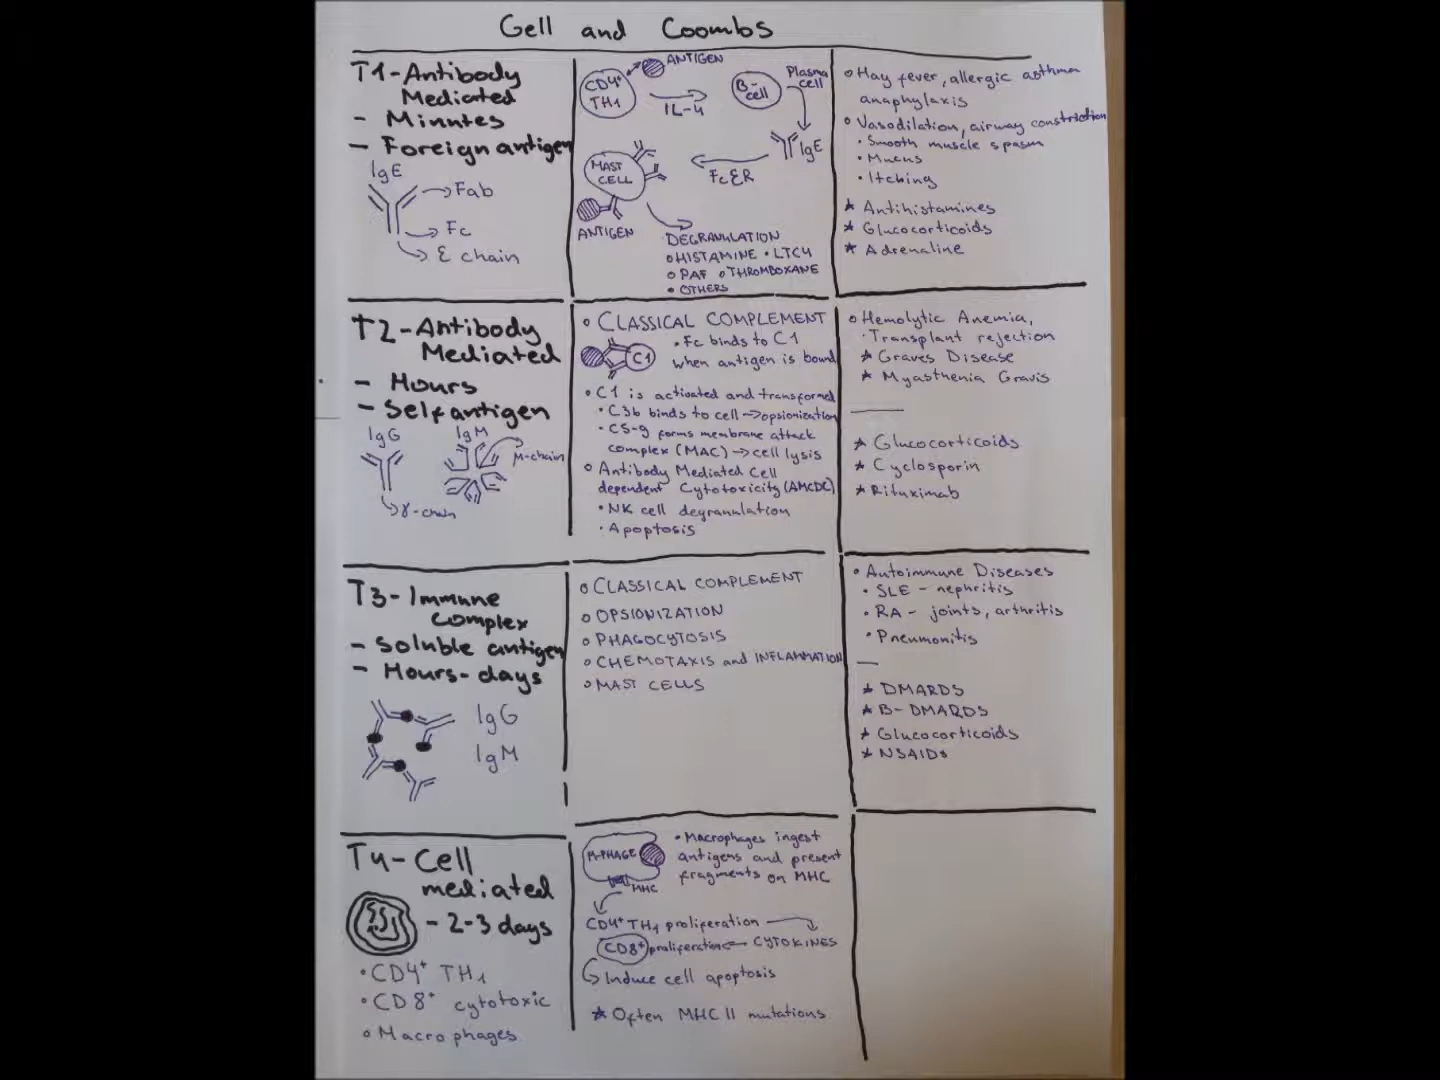 Gell and Coombs
T1-Antibody
Mediated
- Minutes
- Foreign antigen
IgE
Fab
Fc
ε chain
CD4+
TH1
ANTIGEN
IL-4
B-
cell
Plasma
cell
IgE
FcεR
MAST
CELL
ANTIGEN
DEGRANULATION
HISTAMINE • LTC4
PAF THROMBOXANE
OTHERS
Hay fever, allergic asthma
anaphylaxis
Vasodilation, airway constriction
• Smooth muscle spasm
• Mucus
• Itching
★ Antihistamines
★ Glucocorticoids
★ Adrenaline
T2-Antibody
Mediated
- Hours
- Self antigen
IgG
IgM
M-chain
γ-chain
CLASSICAL COMPLEMENT
C1
• Fc binds to C1
when antigen is bound
C1 is activated and transformed
• C3b binds to cell → opsionization
• C5-9 forms membrane attack
complex (MAC) → cell lysis
Antibody Mediated Cell
dependent Cytotoxicity (AMCDC)
• NK cell degranulation
• Apoptosis
Hemolytic Anemia,
• Transplant rejection
★ Graves Disease
★ Myasthenia Gravis
★ Glucocorticoids
★ Cyclosporin
★ Rituximab
T3-Immune
complex
- Soluble antigen
- Hours-days
IgG
IgM
CLASSICAL COMPLEMENT
OPSIONIZATION
PHAGOCYTOSIS
CHEMOTAXIS and INFLAMMATION
MAST CELLS
Autoimmune Diseases
• SLE - nephritis
• RA - joints, arthritis
• Pneumonitis
★ DMARDS
★ B-DMARDS
★ Glucocorticoids
★ NSAIDs
T4-Cell
mediated
- 2-3 days
• CD4+ TH1
• CD8+ cytotoxic
Macrophages
M-PHAGE
MHC
• Macrophages ingest
antigens and present
fragments on MHC
CD4+ TH1 proliferation
CD8+ proliferation ← CYTOKINES
Induce cell apoptosis
★ Often MHC II mutations